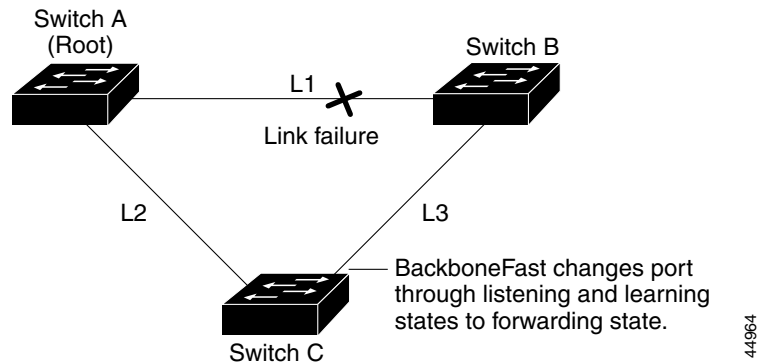 Switch A
(Root)
Switch B
L1
Link failure
L2
L3
BackboneFast changes port
through listening and learning
states to forwarding state.
Switch C
44964